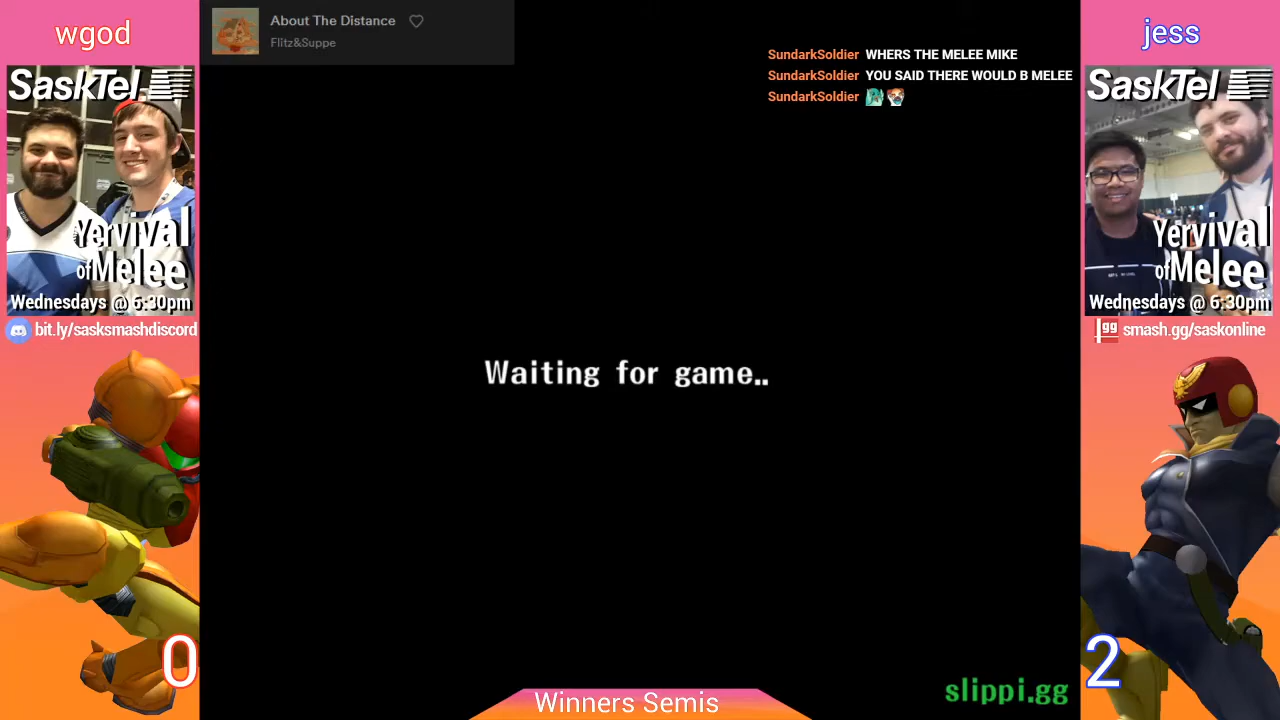 wgod
SaskTel
Yervival
of Melee
Wednesdays @ 6:30pm
bit.ly/sasksmashdiscord
0
About The Distance
Flitz&Suppe
SundarkSoldier WHERS THE MELEE MIKE
SundarkSoldier YOU SAID THERE WOULD B MELEE
SundarkSoldier
Waiting for game..
Winners Semis
slippi.gg
jess
SaskTel
Yervival
of Melee
Wednesdays @ 6:30pm
gg smash.gg/saskonline
2